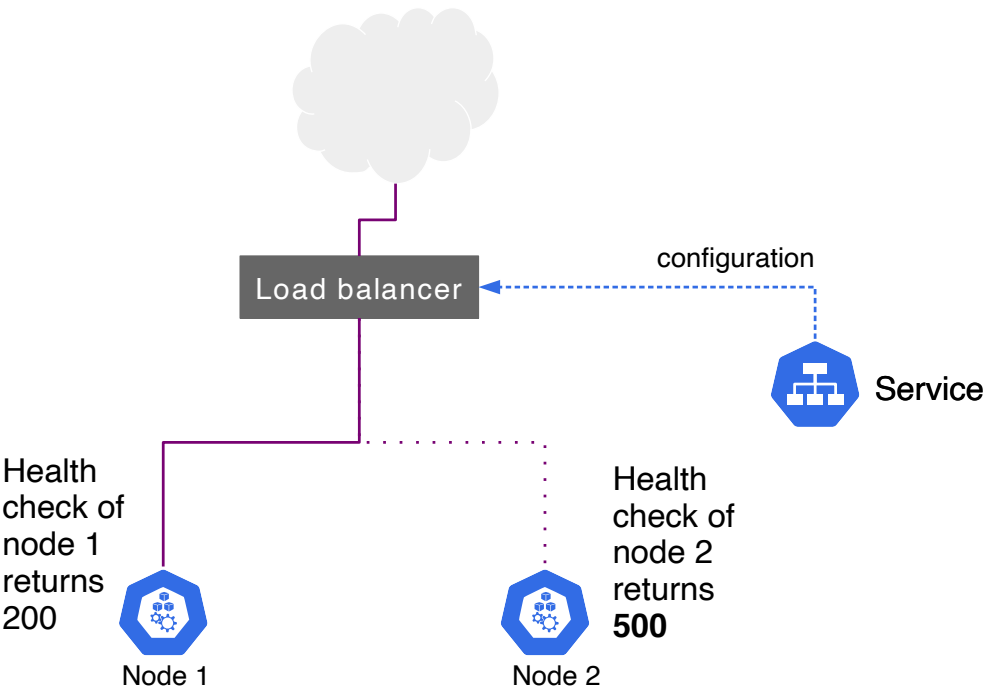 configuration
Load balancer
Service
Health
check of
node 1
returns
200
Health
check of
node 2
returns
500
Node 1
Node 2